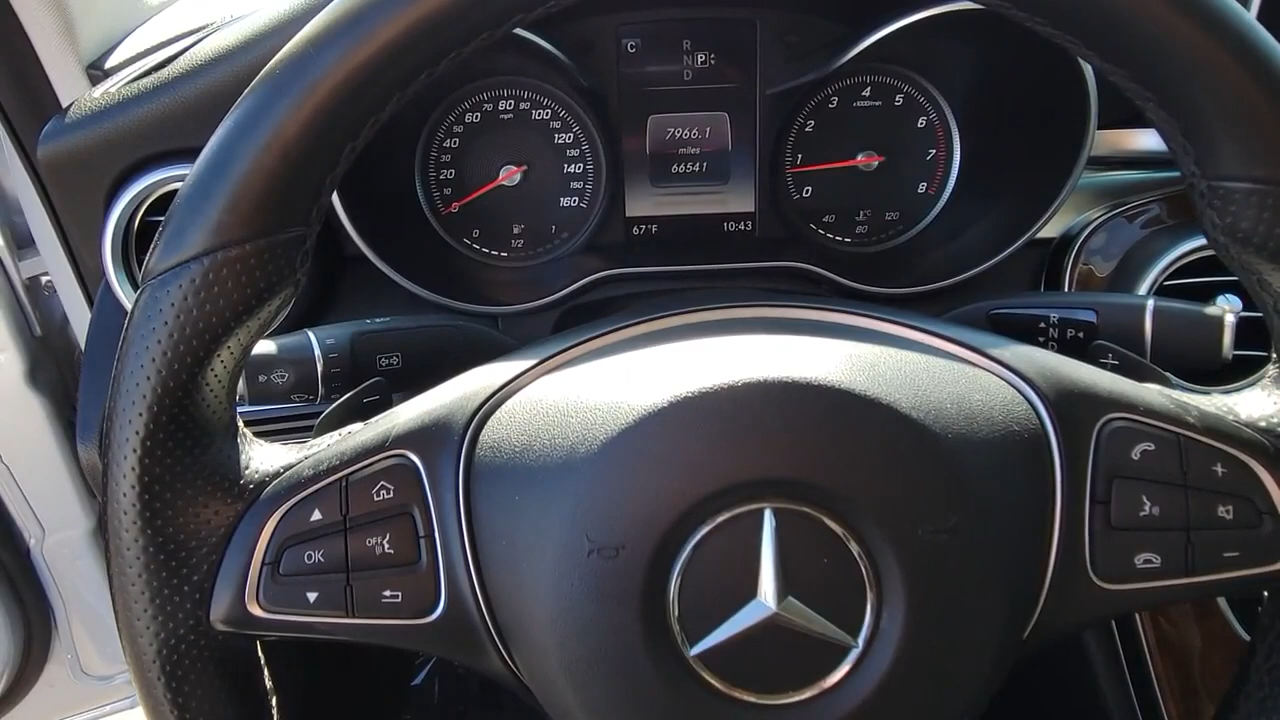 C
R
N P
D
7966.1
miles
66541
67°F 10:43
0 10 20 30 40 50 60 70 80 90 100 110 120 130 140 150 160
mph
0 1/2 1
0 1 2 3 4 5 6 7 8
x1000/min
°C
40 80 120
R
N P
D
+
−
OK
OFF
+
−